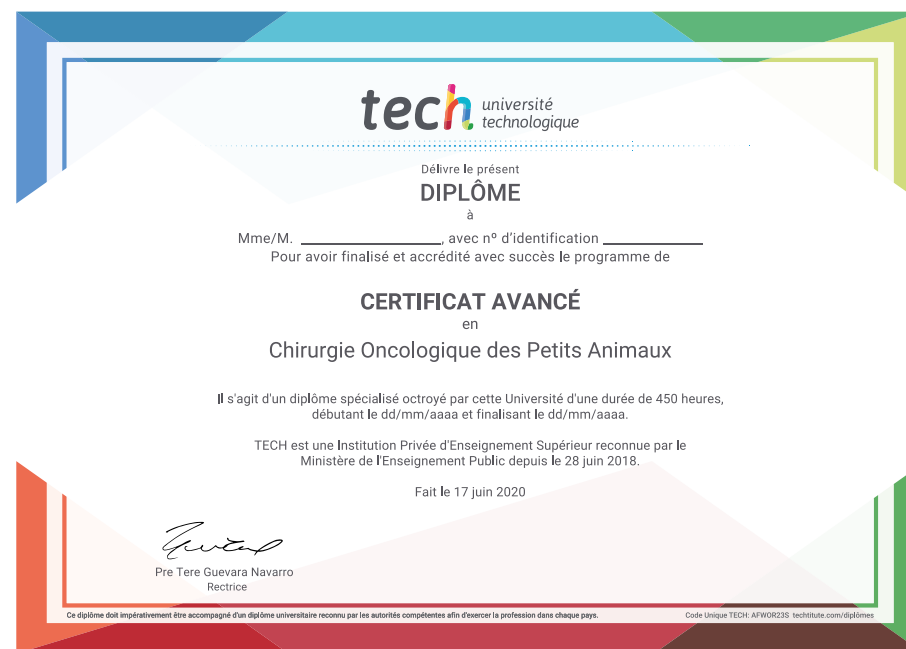 tech université
technologique
Délivre le présent
DIPLÔME
à
Mme/M. ____________________, avec nº d'identification ______________
Pour avoir finalisé et accrédité avec succès le programme de
CERTIFICAT AVANCÉ
en
Chirurgie Oncologique des Petits Animaux
Il s'agit d'un diplôme spécialisé octroyé par cette Université d'une durée de 450 heures,
débutant le dd/mm/aaaa et finalisant le dd/mm/aaaa.
TECH est une Institution Privée d'Enseignement Supérieur reconnue par le
Ministère de l'Enseignement Public depuis le 28 juin 2018.
Fait le 17 juin 2020
Pre Tere Guevara Navarro
Rectrice
Ce diplôme doit impérativement être accompagné d'un diplôme universitaire reconnu par les autorités compétentes afin d'exercer la profession dans chaque pays.
Code Unique TECH: AFWOR23S techtitute.com/diplômes